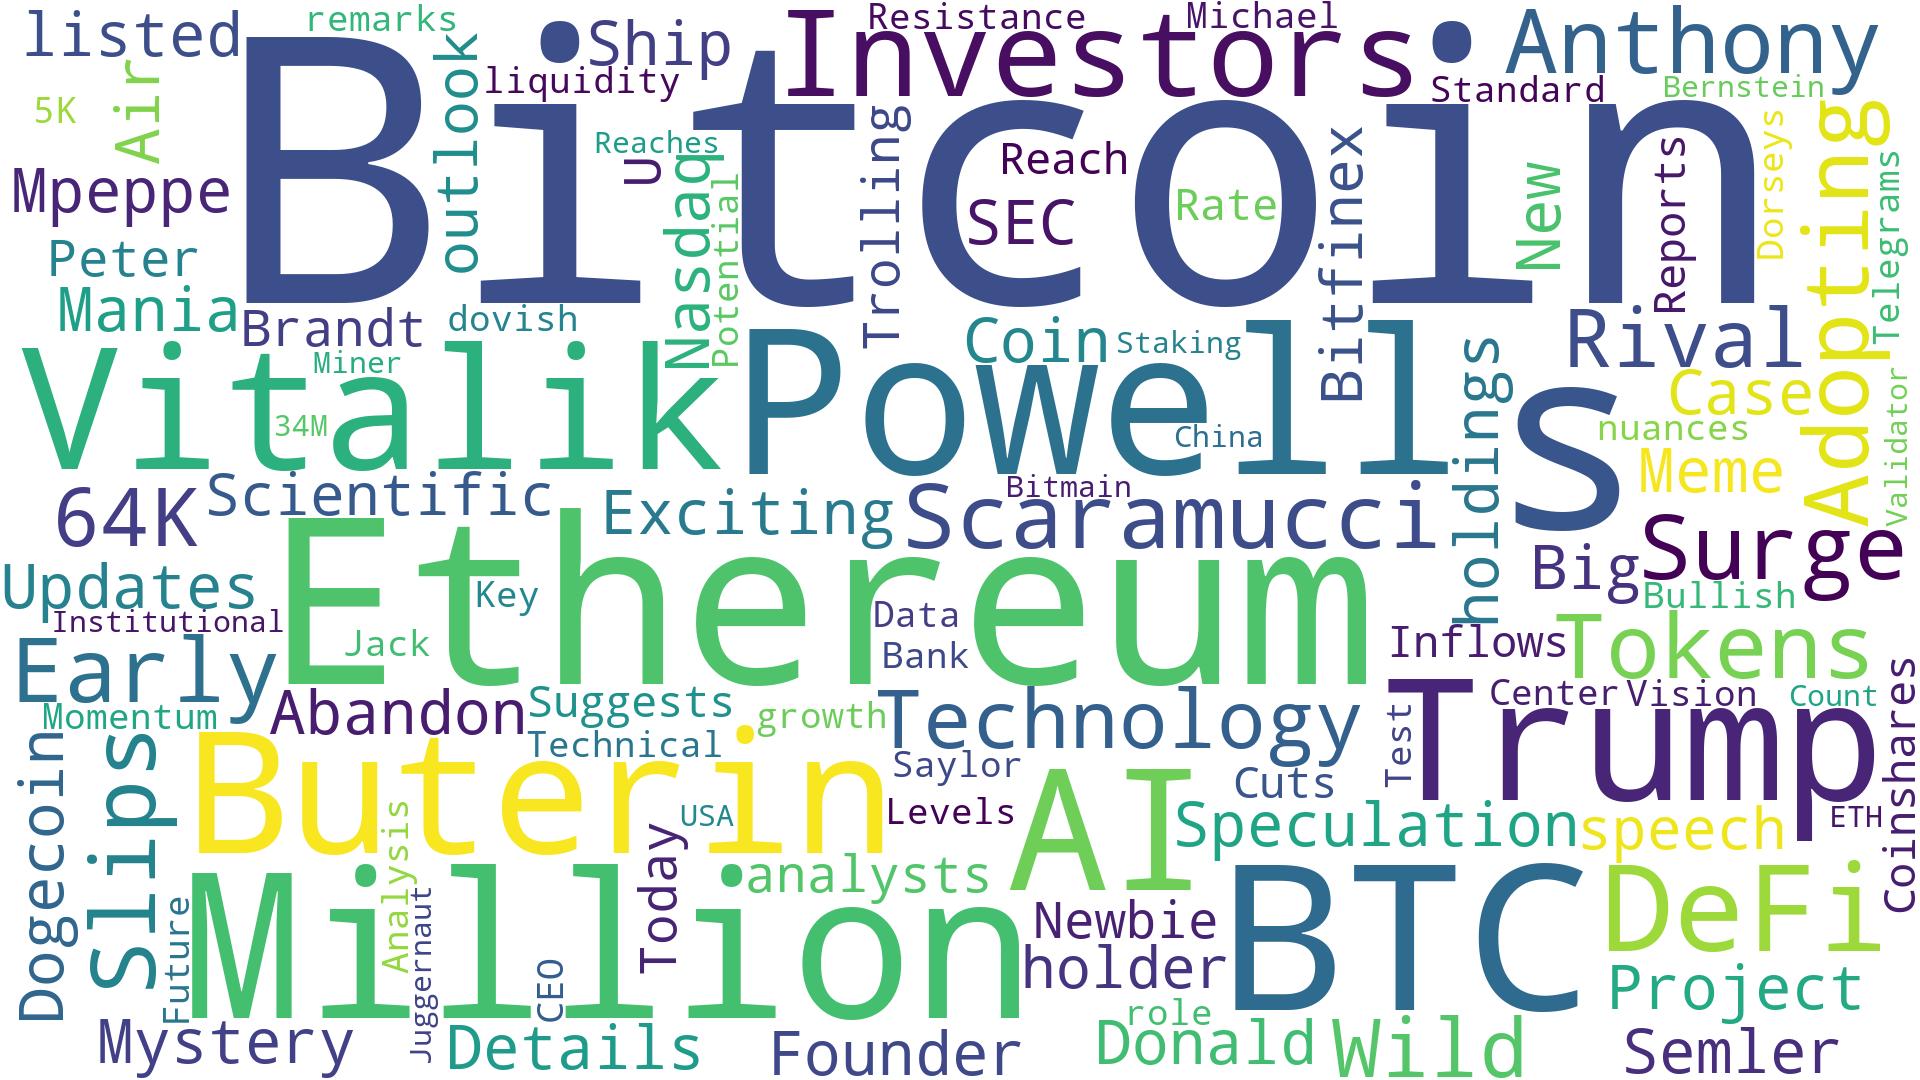 listed
remarks
Bitcoin
Ship
Investors
Resistance
Michael
Anthony
5K
Air
outlook
liquidity
Standard
Bernstein
Mpeppe
Reaches
U
Nasdaq
Potential
Trolling
Reach
SEC
Rate
Bitfinex
New
Reports
Dorseys
Adopting
Telegrams
Peter
Mania
Brandt
dovish
Coin
Staking
Rival
Vitalik
Miner
34M
Powell
China
holdings
S
Case
nuances
Meme
Validator
64K
Scientific
Exciting
Bitmain
Scaramucci
Big
Surge
Updates
Institutional
Ethereum
Key
Jack
Data
Bank
Bullish
Inflows
Tokens
Early
Momentum
Abandon
Suggests
Technical
growth
Technology
Test
Trump
Center
Vision
Count
Coinshares
Dogecoin
Slips
Buterin
Saylor
Levels
USA
AI
Cuts
Speculation
speech
ETH
Future
Million
Analysis
Juggernaut
CEO
Today
analysts
Newbie
holder
BTC
DeFi
Project
Mystery
Details
Founder
role
Donald
Wild
Semler